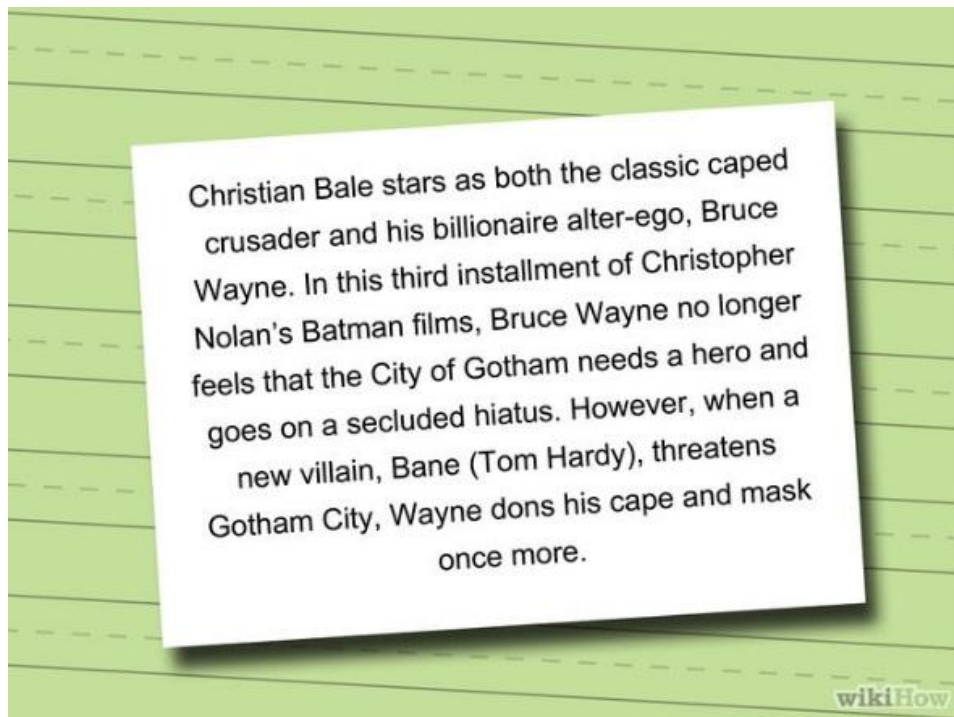 Christian Bale stars as both the classic caped
crusader and his billionaire alter-ego, Bruce
Wayne. In this third installment of Christopher
Nolan's Batman films, Bruce Wayne no longer
feels that the City of Gotham needs a hero and
goes on a secluded hiatus. However, when a
new villain, Bane (Tom Hardy), threatens
Gotham City, Wayne dons his cape and mask
once more.
wikiHow